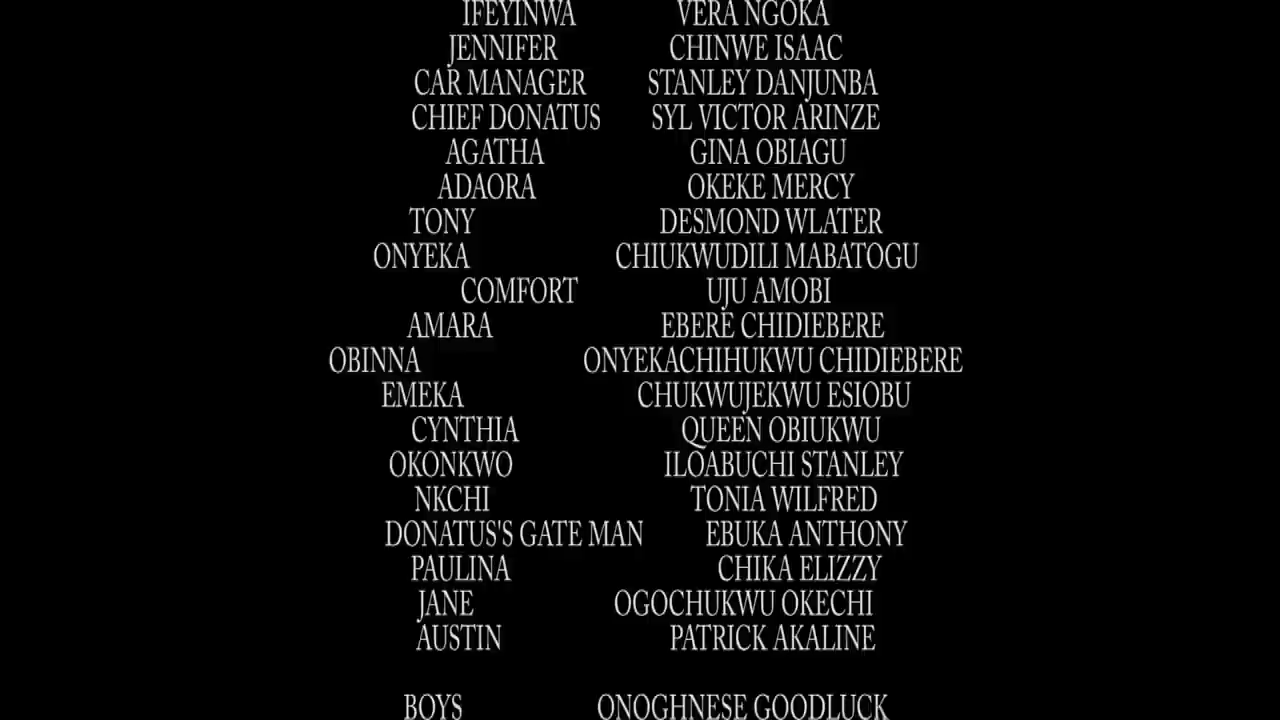 IFEYINWA VERA NGOKA
JENNIFER CHINWE ISAAC
CAR MANAGER STANLEY DANJUNBA
CHIEF DONATUS SYL VICTOR ARINZE
AGATHA GINA OBIAGU
ADAORA OKEKE MERCY
TONY DESMOND WLATER
ONYEKA CHIUKWUDILI MABATOGU
COMFORT UJU AMOBI
AMARA EBERE CHIDIEBERE
OBINNA ONYEKACHIHUKWU CHIDIEBERE
EMEKA CHUKWUJEKWU ESIOBU
CYNTHIA QUEEN OBIUKWU
OKONKWO ILOABUCHI STANLEY
NKCHI TONIA WILFRED
DONATUS'S GATE MAN EBUKA ANTHONY
PAULINA CHIKA ELIZZY
JANE OGOCHUKWU OKECHI
AUSTIN PATRICK AKALINE
BOYS ONOGHNESE GOODLUCK